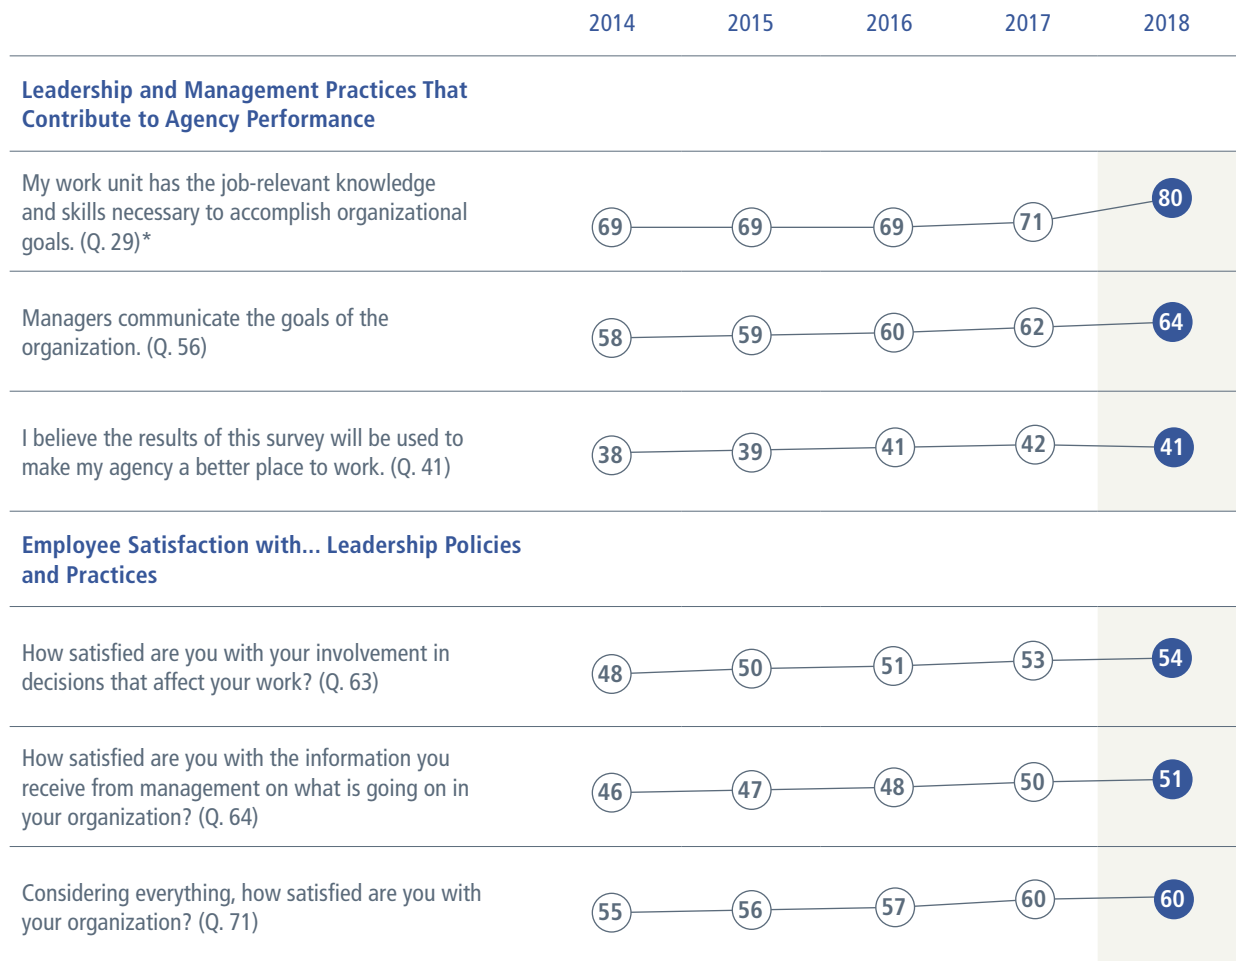 2014 2015 2016 2017 2018
Leadership and Management Practices That
Contribute to Agency Performance
My work unit has the job-relevant knowledge
and skills necessary to accomplish organizational
goals. (Q. 29)*
69 69 69 71 80
Managers communicate the goals of the
organization. (Q. 56)
58 59 60 62 64
I believe the results of this survey will be used to
make my agency a better place to work. (Q. 41)
38 39 41 42 41
Employee Satisfaction with... Leadership Policies
and Practices
How satisfied are you with your involvement in
decisions that affect your work? (Q. 63)
48 50 51 53 54
How satisfied are you with the information you
receive from management on what is going on in
your organization? (Q. 64)
46 47 48 50 51
Considering everything, how satisfied are you with
your organization? (Q. 71)
55 56 57 60 60